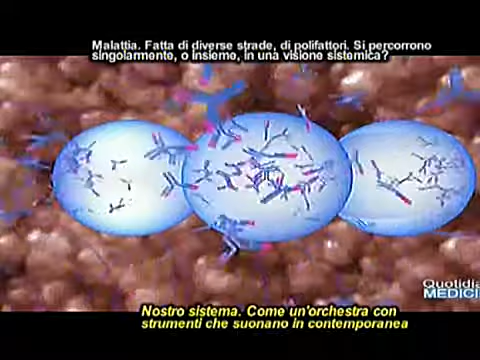 Malattia. Fatta di diverse strade, di polifattori. Si percorrono
singolarmente, o insieme, in una visione sistemica?
Quotidia
MEDICIN
Nostro sistema. Come un'orchestra con
strumenti che suonano in contemporanea